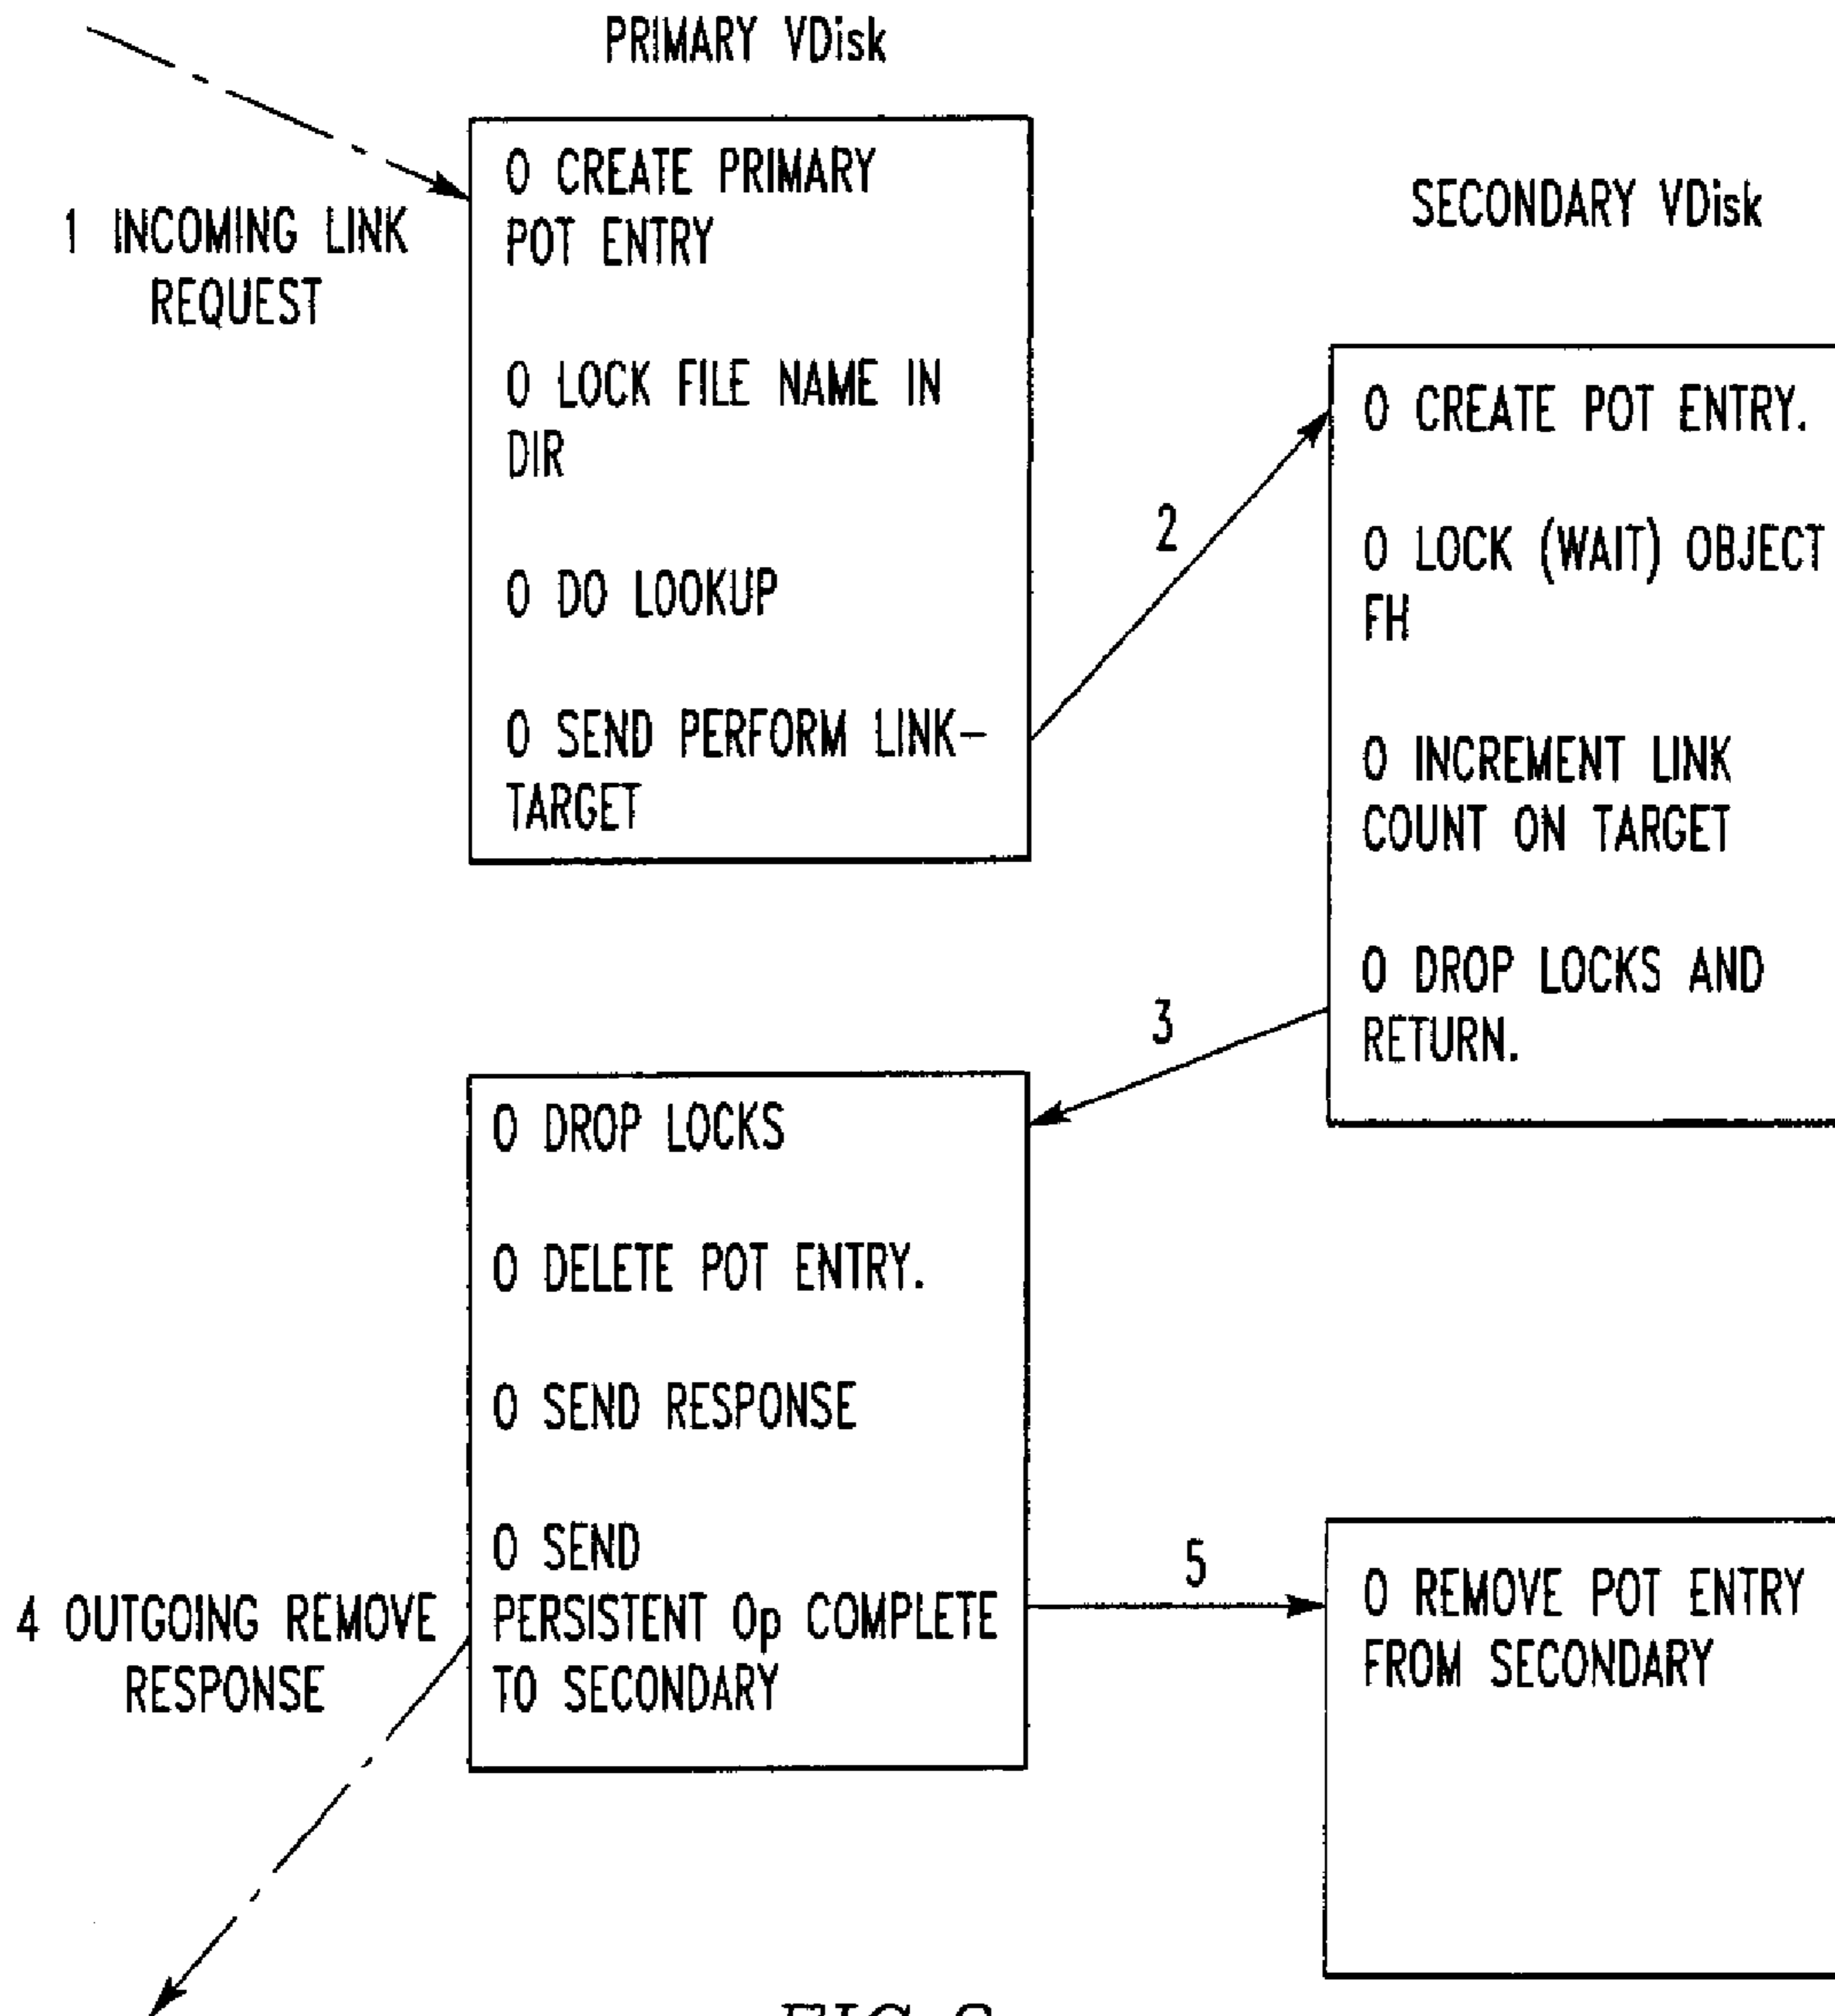 PRIMARY VDisk
1 INCOMING LINK
REQUEST
O CREATE PRIMARY
POT ENTRY
O LOCK FILE NAME IN
DIR
O DO LOOKUP
O SEND PERFORM LINK-
TARGET
2
SECONDARY VDisk
O CREATE POT ENTRY.
O LOCK (WAIT) OBJECT
FH
O INCREMENT LINK
COUNT ON TARGET
O DROP LOCKS AND
RETURN.
3
O DROP LOCKS
O DELETE POT ENTRY.
O SEND RESPONSE
O SEND
PERSISTENT Op COMPLETE
TO SECONDARY
4 OUTGOING REMOVE
RESPONSE
5
O REMOVE POT ENTRY
FROM SECONDARY